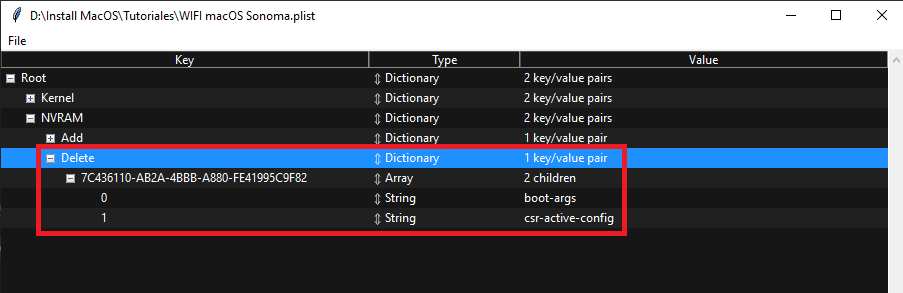 D:\Install MacOS\Tutoriales\WIFI macOS Sonoma.plist
File
Key Type Value
Root Dictionary 2 key/value pairs
Kernel Dictionary 2 key/value pairs
NVRAM Dictionary 2 key/value pairs
Add Dictionary 1 key/value pair
Delete Dictionary 1 key/value pair
7C436110-AB2A-4BBB-A880-FE41995C9F82 Array 2 children
0 String boot-args
1 String csr-active-config